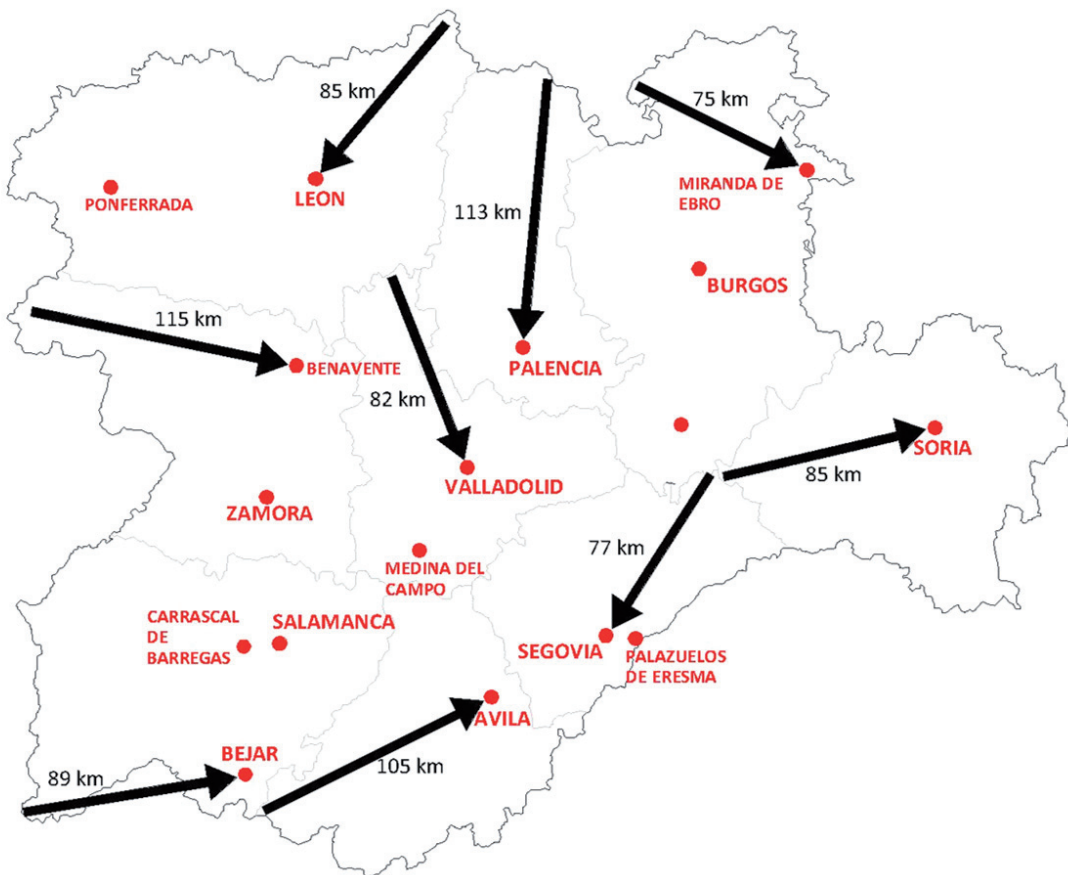 85 km
75 km
PONFERRADA
LEON
MIRANDA DE
EBRO
113 km
BURGOS
115 km
BENAVENTE
PALENCIA
82 km
SORIA
VALLADOLID
85 km
ZAMORA
77 km
MEDINA DEL
CAMPO
CARRASCAL
DE
BARREGAS
SALAMANCA
SEGOVIA
PALAZUELOS
DE ERESMA
AVILA
BEJAR
105 km
89 km